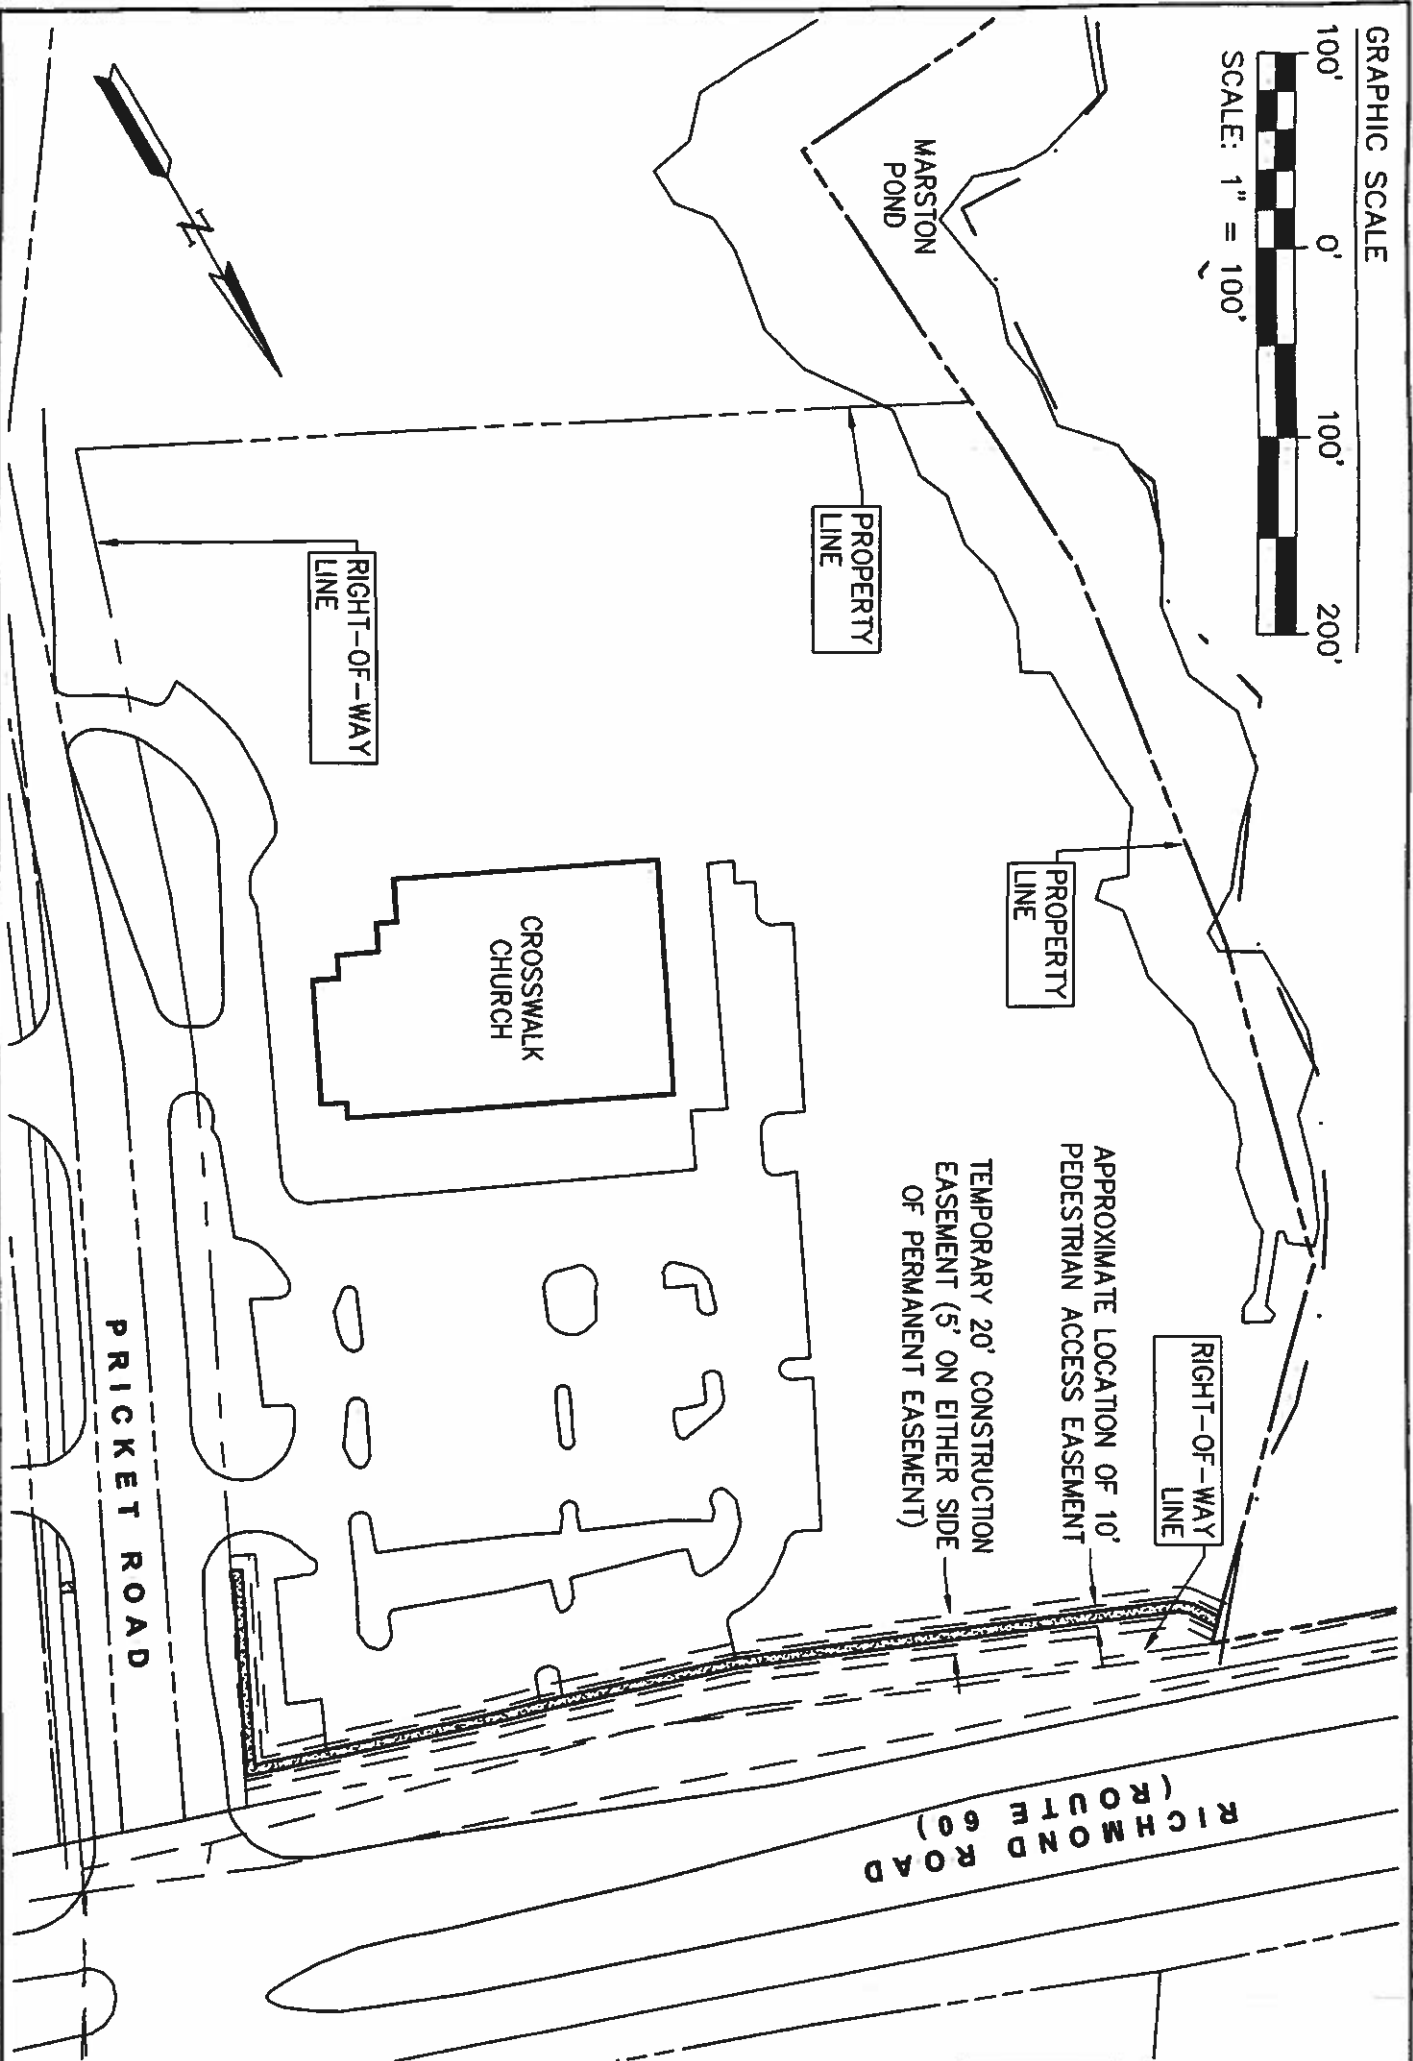 GRAPHIC SCALE
100' 0' 100' 200'
SCALE: 1" = 100'
MARSTON
POND
PROPERTY
LINE
RIGHT-OF-WAY
LINE
PROPERTY
LINE
CROSSWALK
CHURCH
RIGHT-OF-WAY
LINE
APPROXIMATE LOCATION OF 10'
PEDESTRIAN ACCESS EASEMENT
TEMPORARY 20' CONSTRUCTION
EASEMENT (5' ON EITHER SIDE
OF PERMANENT EASEMENT)
N
PRICKET ROAD
RICHMOND ROAD
(ROUTE 60)